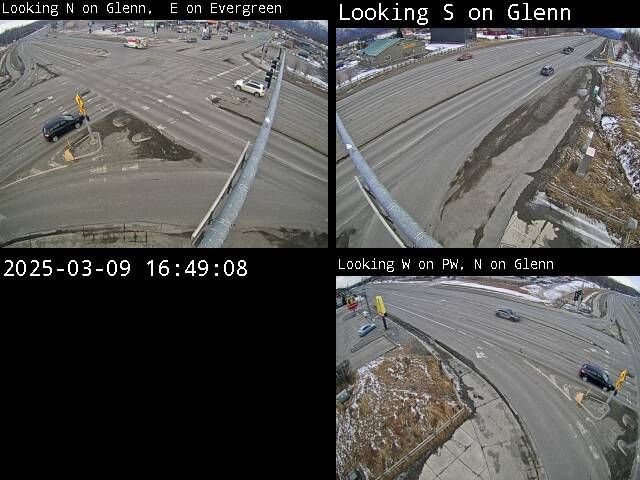 Looking N on Glenn,  E on Evergreen
Looking S on Glenn
2025-03-09 16:49:08
Looking W on PW, N on Glenn